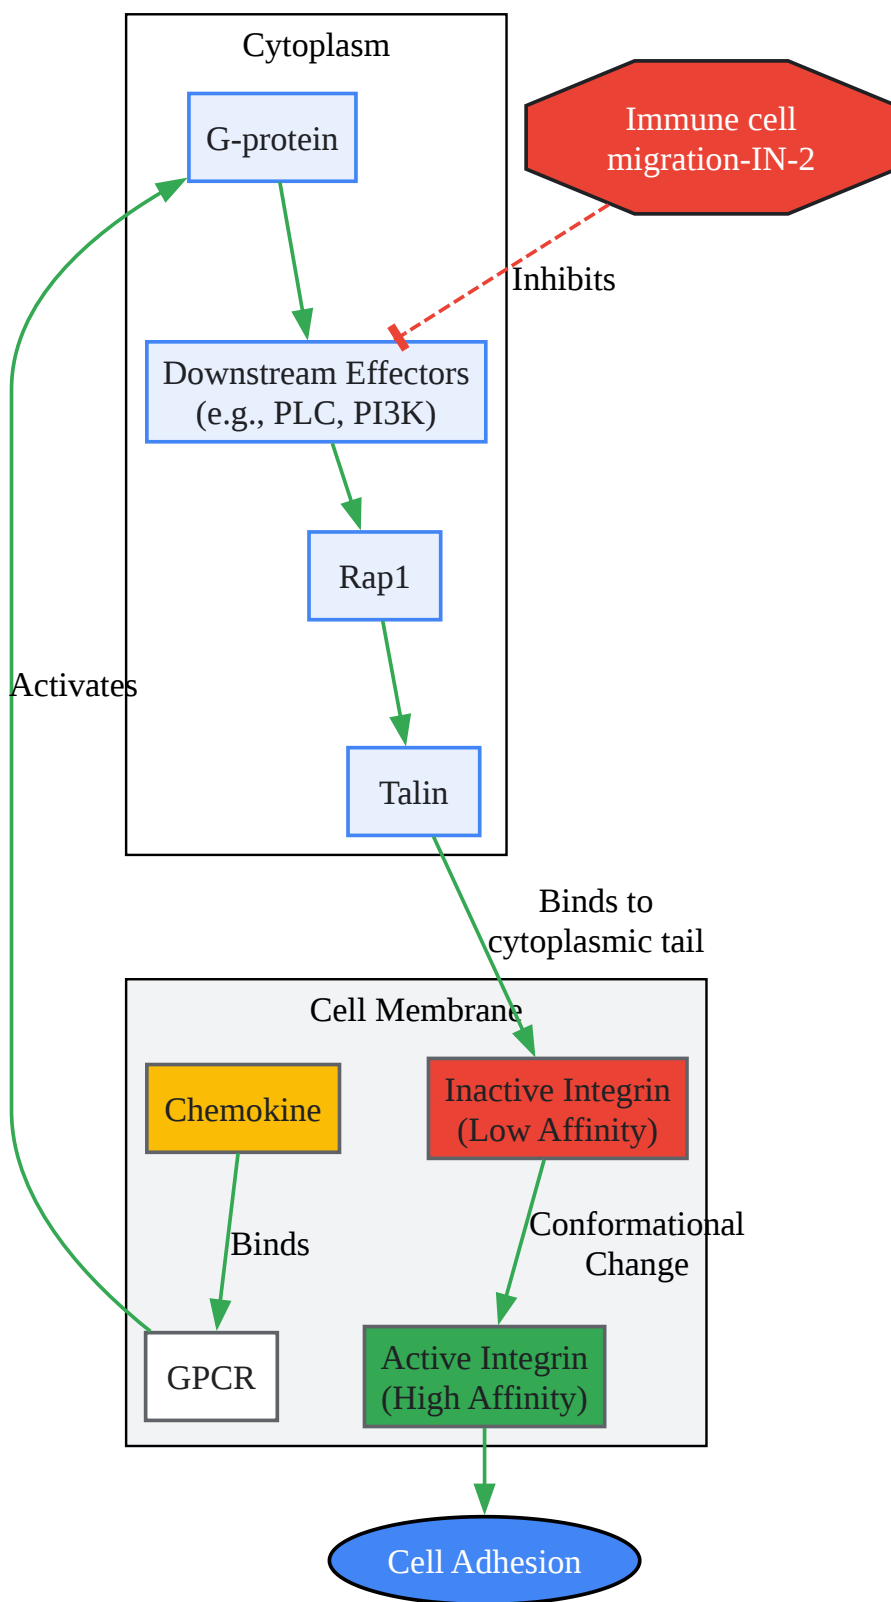 Cytoplasm
G-protein
Immune cell
migration-IN-2
Inhibits
Downstream Effectors
(e.g., PLC, PI3K)
Rap1
Activates
Talin
Binds to
cytoplasmic tail
Cell Membrane
Chemokine
Inactive Integrin
(Low Affinity)
Binds
Conformational
Change
GPCR
Active Integrin
(High Affinity)
Cell Adhesion